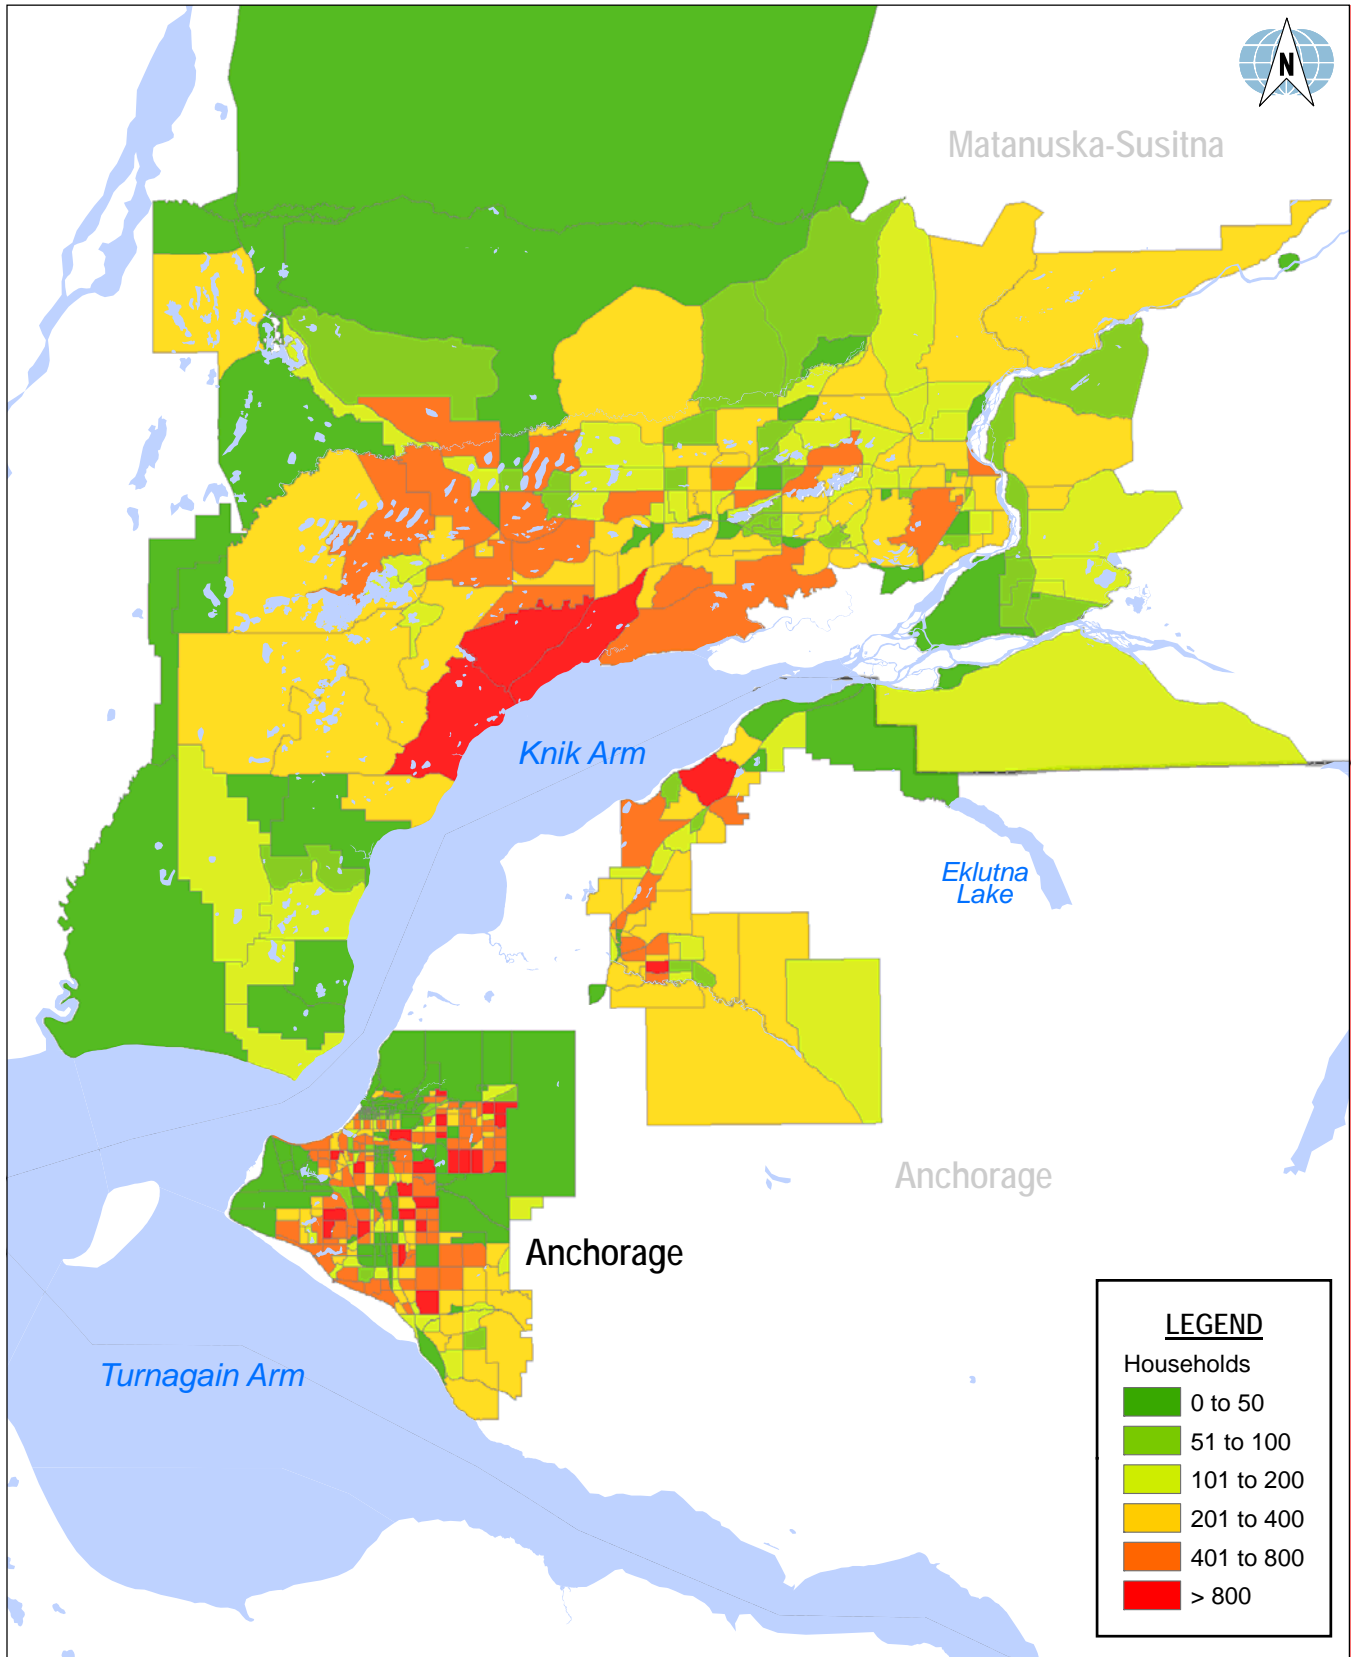 N
Matanuska-Susitna
Knik Arm
Eklutna
Lake
Anchorage
Anchorage
Turnagain Arm
LEGEND
Households
0 to 50
51 to 100
101 to 200
201 to 400
401 to 800
> 800